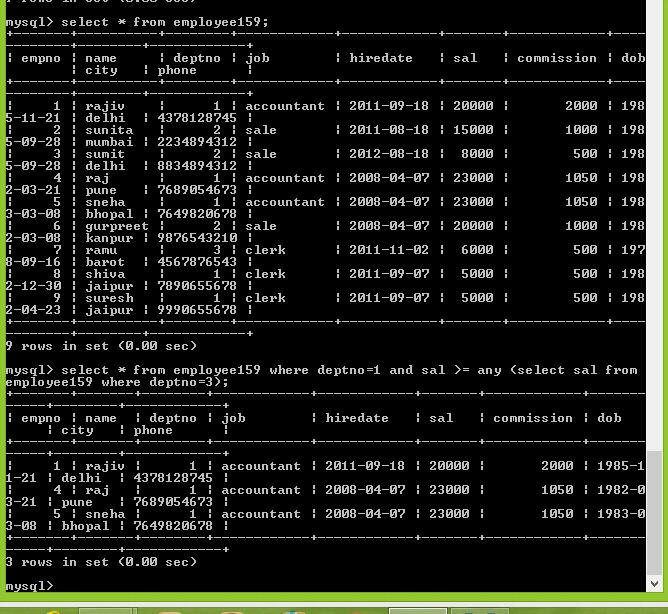 mysql> select * from employee159;
+-------+----------+--------+------------+------------+-------+------------+----
| empno | name     | deptno | job        | hiredate   | sal   | commission | dob
        | city   | phone      |
|     1 | rajiv    |      1 | accountant | 2011-09-18 | 20000 |       2000 | 198
5-11-21 | delhi  | 4378128745 |
|     2 | sunita   |      2 | sale       | 2011-08-18 | 15000 |       1000 | 198
5-09-28 | mumbai | 2234894312 |
|     3 | sumit    |      2 | sale       | 2012-08-18 |  8000 |        500 | 198
5-09-28 | delhi  | 8834894312 |
|     4 | raj      |      1 | accountant | 2008-04-07 | 23000 |       1050 | 198
2-03-21 | pune   | 7689054673 |
|     5 | sneha    |      1 | accountant | 2008-04-07 | 23000 |       1050 | 198
3-03-08 | bhopal | 7649820678 |
|     6 | gurpreet |      2 | sale       | 2008-04-07 | 20000 |       1000 | 198
2-03-08 | kanpur | 9876543210 |
|     7 | ramu     |      3 | clerk      | 2011-11-02 |  6000 |        500 | 197
8-09-16 | barot  | 4567876543 |
|     8 | shiva    |      1 | clerk      | 2011-09-07 |  5000 |        500 | 198
2-12-30 | jaipur | 7890655678 |
|     9 | suresh   |      1 | clerk      | 2011-09-07 |  5000 |        500 | 198
2-04-23 | jaipur | 9990655678 |
9 rows in set (0.00 sec)
mysql> select * from employee159 where deptno=1 and sal >= any (select sal from
employee159 where deptno=3);
| empno | name  | deptno | job        | hiredate   | sal   | commission | dob
      | city   | phone      |
|     1 | rajiv |      1 | accountant | 2011-09-18 | 20000 |       2000 | 1985-1
1-21 | delhi  | 4378128745 |
|     4 | raj   |      1 | accountant | 2008-04-07 | 23000 |       1050 | 1982-0
3-21 | pune   | 7689054673 |
|     5 | sneha |      1 | accountant | 2008-04-07 | 23000 |       1050 | 1983-0
3-08 | bhopal | 7649820678 |
3 rows in set (0.00 sec)
mysql>